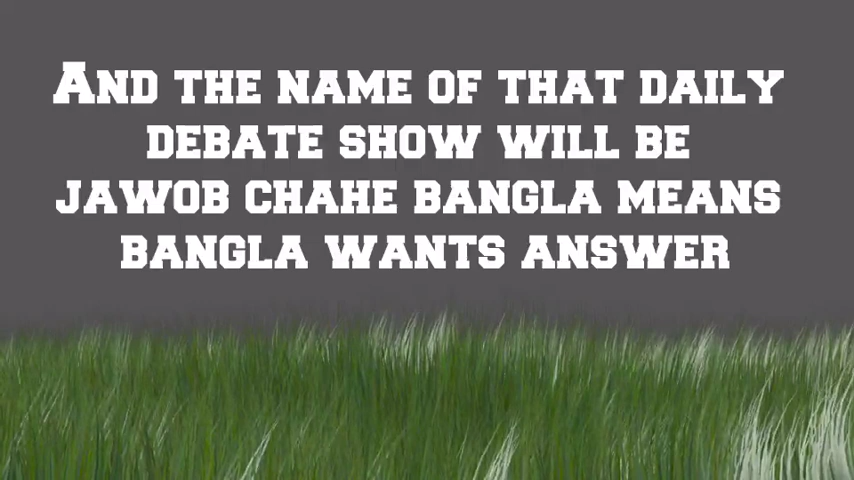 And the name of that daily
debate show will be
jawob chahe bangla means
bangla wants answer